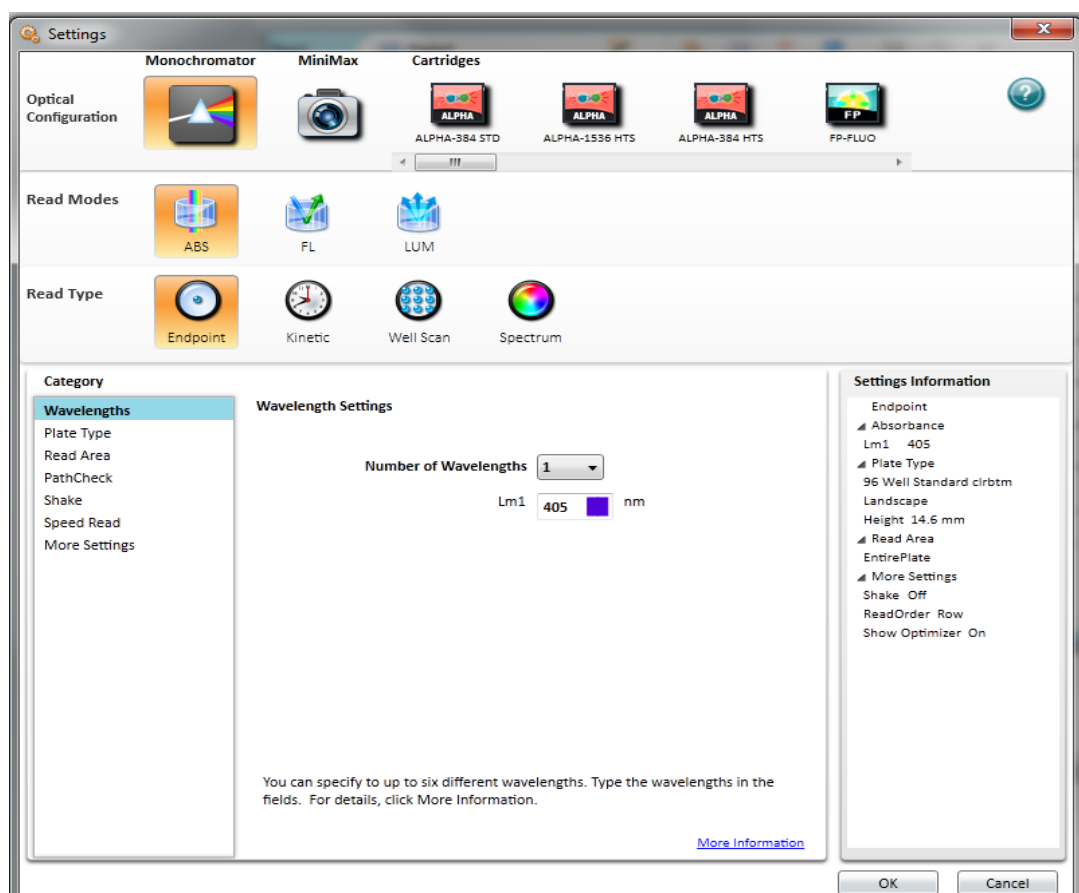 Settings
X
Monochromator MiniMax Cartridges
Optical
Configuration
ALPHA ALPHA ALPHA FP
ALPHA-384 STD ALPHA-1536 HTS ALPHA-384 HTS FP-FLUO
?
Read Modes
ABS FL LUM
Read Type
Endpoint Kinetic Well Scan Spectrum
Category
Wavelengths
Plate Type
Read Area
PathCheck
Shake
Speed Read
More Settings
Wavelength Settings
Number of Wavelengths 1
Lm1 405 nm
You can specify to up to six different wavelengths. Type the wavelengths in the
fields. For details, click More Information.
More Information
Settings Information
Endpoint
Absorbance
Lm1 405
Plate Type
96 Well Standard clrbtm
Landscape
Height 14.6 mm
Read Area
EntirePlate
More Settings
Shake Off
ReadOrder Row
Show Optimizer On
OK Cancel